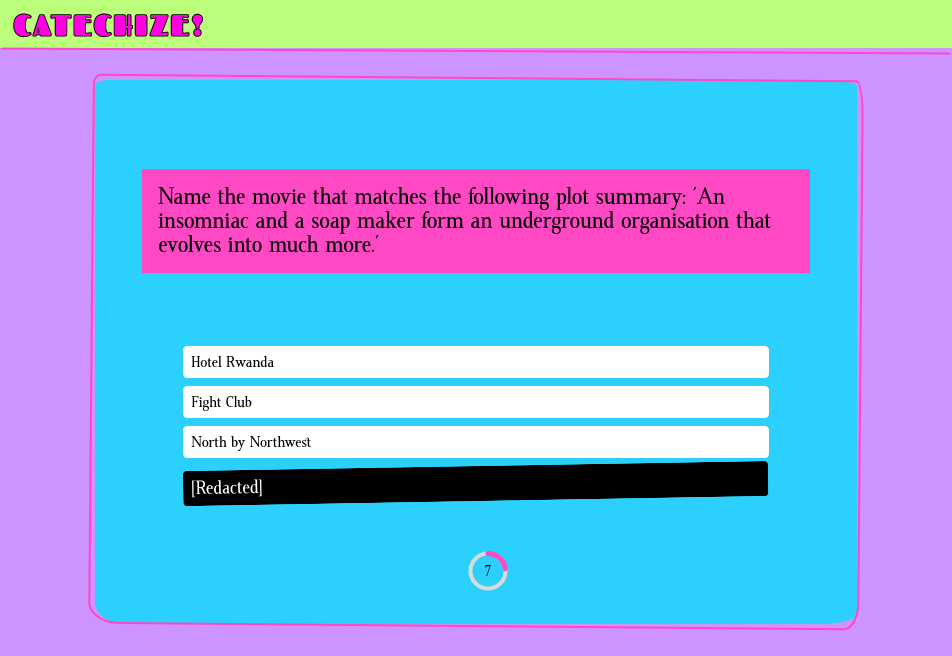 CATECHIZE!
Name the movie that matches the following plot summary: 'An
insomniac and a soap maker form an underground organisation that
evolves into much more.'
Hotel Rwanda
Fight Club
North by Northwest
[Redacted]
7